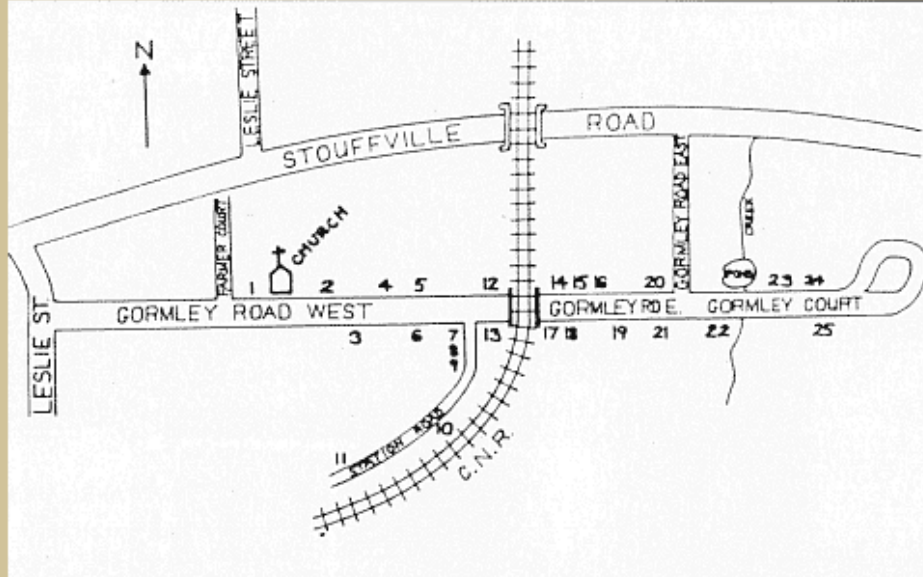 N
LESLIE STREET
STOUFFVILLE ROAD
FARMER COURT
CHURCH
GORMLEY ROAD EAST
CREEK
POND
1 2 4 5 12 14 15 16 20 23 24
GORMLEY ROAD WEST GORMLEY RD E. GORMLEY COURT
LESLIE ST.
3 6 7 13 17 18 19 21 22 25
8
9
10
11
STATION ROAD
C.N.R.